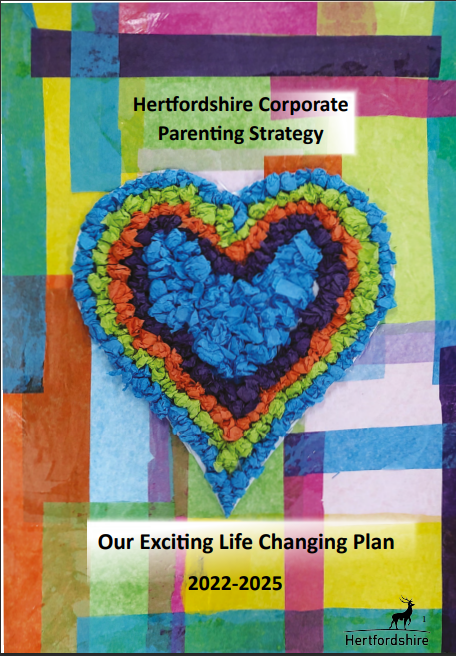 Hertfordshire Corporate
Parenting Strategy
Our Exciting Life Changing Plan
2022-2025
1
Hertfordshire